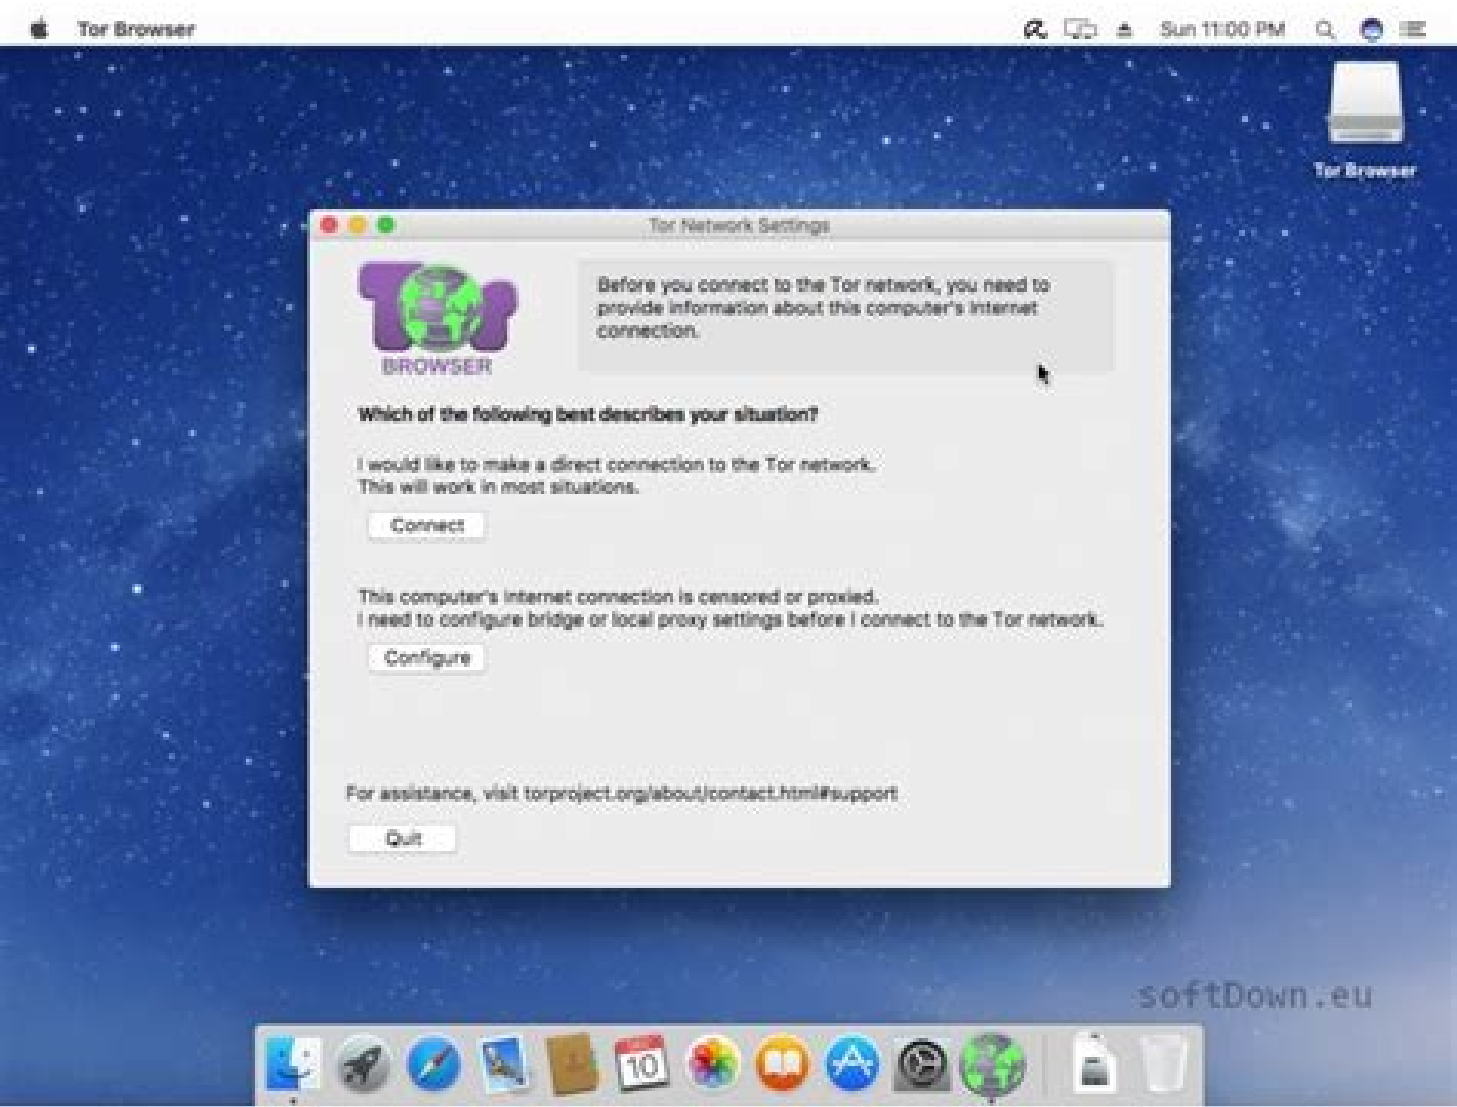 Tor Browser
Sun 11:00 PM
Tor Browser
Tor Network Settings
Tor
BROWSER
Before you connect to the Tor network, you need to
provide information about this computer's Internet
connection.
Which of the following best describes your situation?
I would like to make a direct connection to the Tor network.
This will work in most situations.
Connect
This computer's Internet connection is censored or proxied.
I need to configure bridge or local proxy settings before I connect to the Tor network.
Configure
For assistance, visit torproject.org/about/contact.html#support
Quit
softDown.eu
10